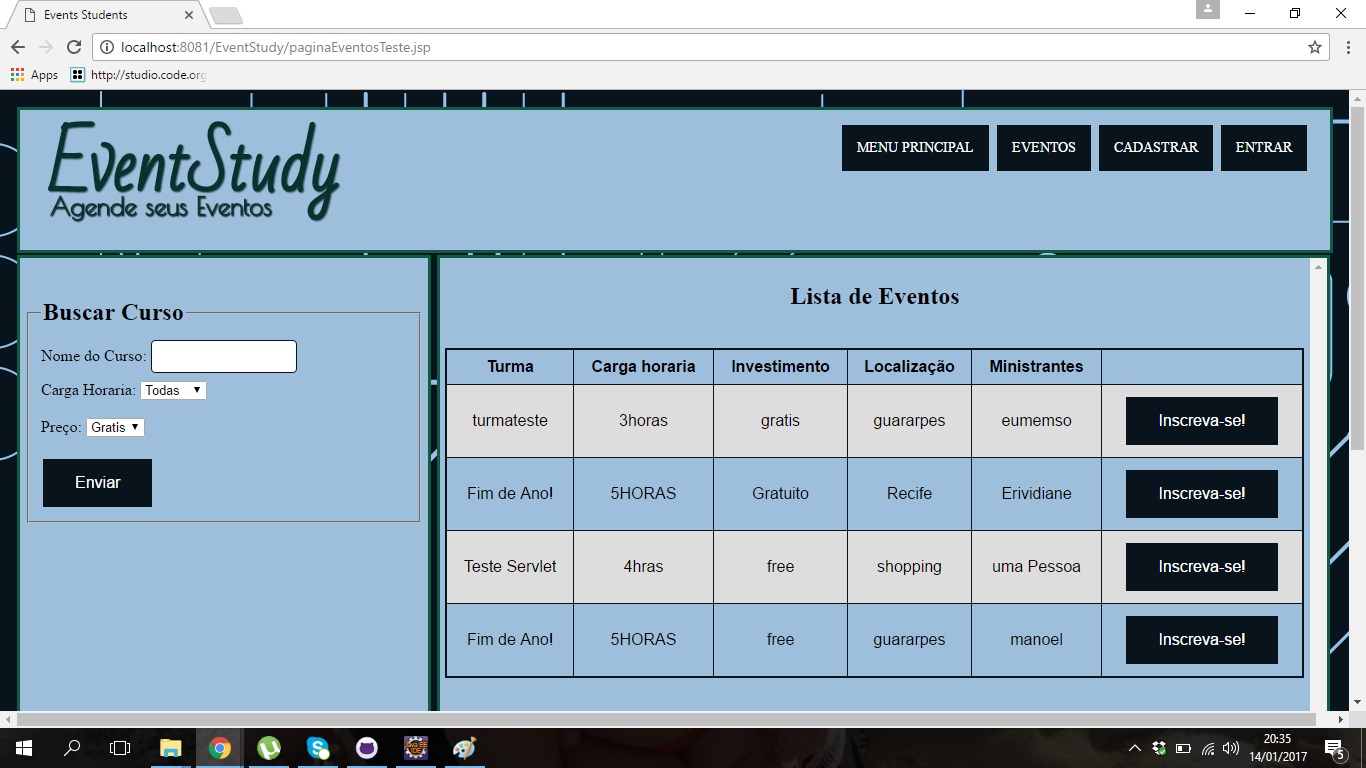 Events Students
localhost:8081/EventStudy/paginaEventosTeste.jsp
Apps http://studio.code.org
EventStudy
Agende seus Eventos
MENU PRINCIPAL EVENTOS CADASTRAR ENTRAR
Buscar Curso
Nome do Curso:
Carga Horaria: Todas
Preço: Gratis
Enviar
Lista de Eventos
Turma Carga horaria Investimento Localização Ministrantes
turmateste 3horas gratis guararpes eumemso Inscreva-se!
Fim de Ano! 5HORAS Gratuito Recife Erividiane Inscreva-se!
Teste Servlet 4hras free shopping uma Pessoa Inscreva-se!
Fim de Ano! 5HORAS free guararpes manoel Inscreva-se!
Java EE
IDE
20:35
14/01/2017
5